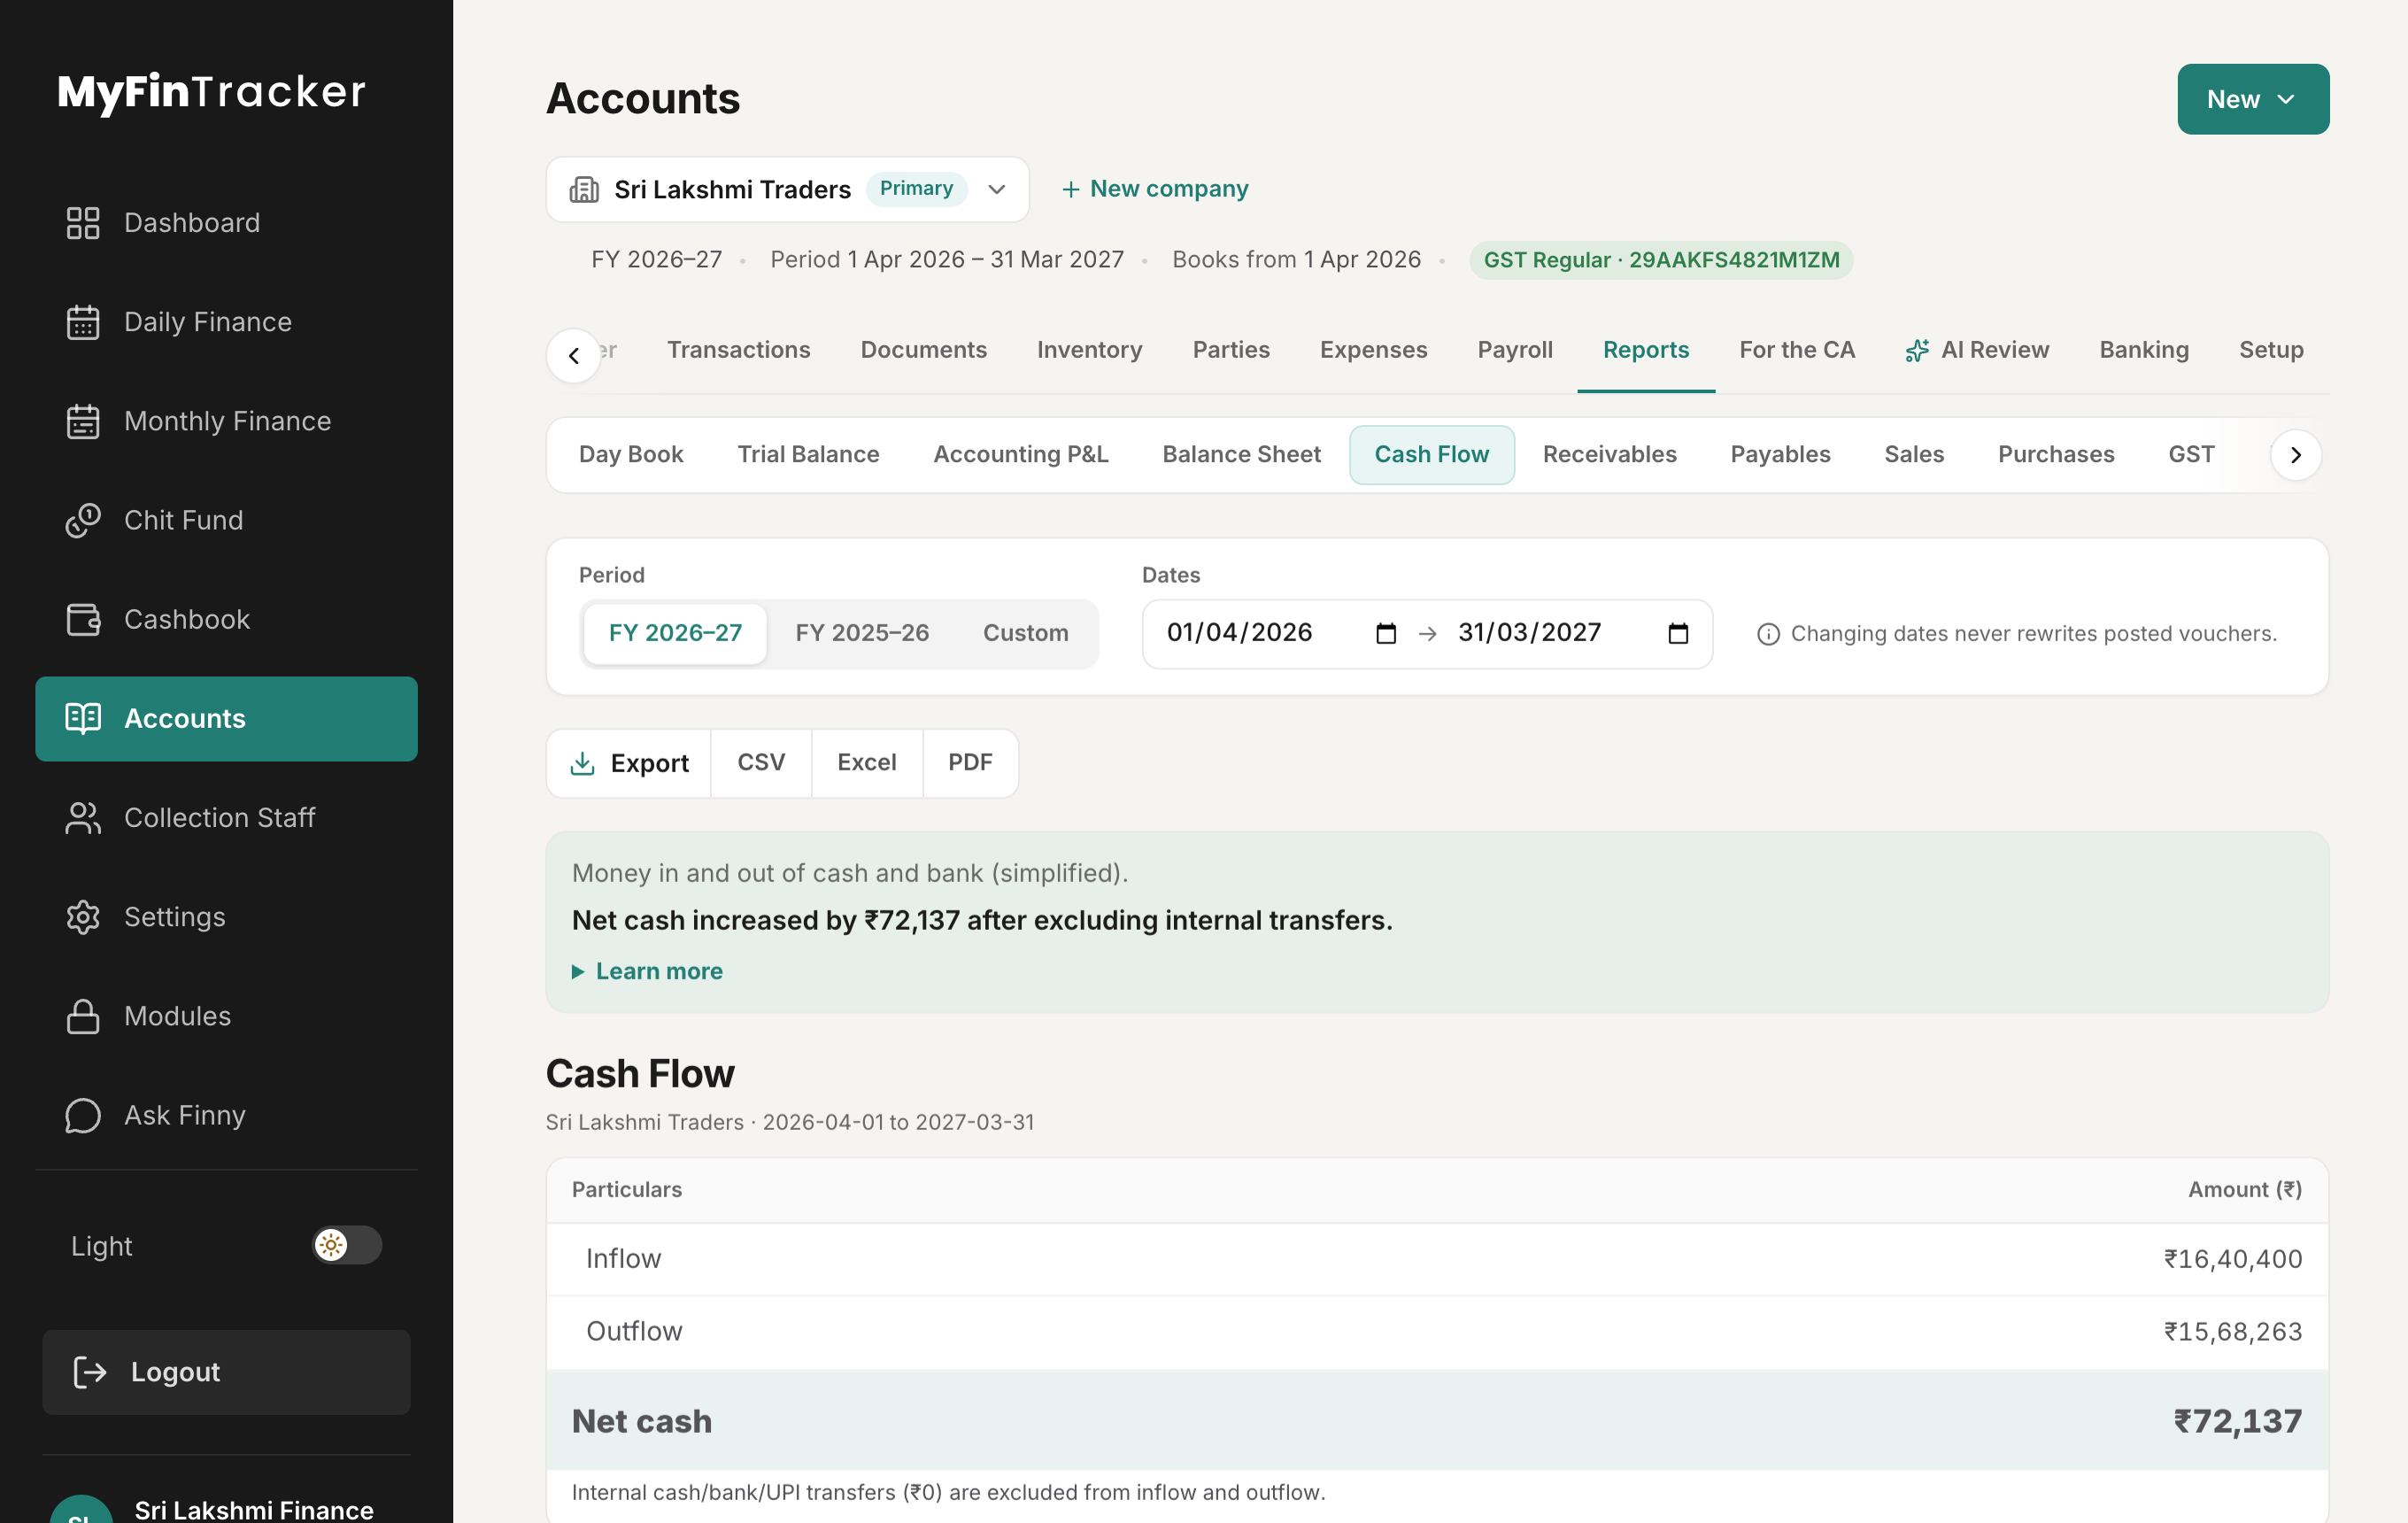 MyFinTracker
Dashboard
Daily Finance
Monthly Finance
Chit Fund
Cashbook
Accounts
Collection Staff
Settings
Modules
Ask Finny
Light
Logout
Sri Lakshmi Finance
Accounts
New
Sri Lakshmi Traders Primary
+ New company
FY 2026–27 • Period 1 Apr 2026 – 31 Mar 2027 • Books from 1 Apr 2026 • GST Regular · 29AAKFS4821M1ZM
er Transactions Documents Inventory Parties Expenses Payroll Reports For the CA AI Review Banking Setup
Day Book Trial Balance Accounting P&L Balance Sheet Cash Flow Receivables Payables Sales Purchases GST
Period
FY 2026–27 FY 2025–26 Custom
Dates
01/04/2026 → 31/03/2027
Changing dates never rewrites posted vouchers.
Export CSV Excel PDF
Money in and out of cash and bank (simplified).
Net cash increased by ₹72,137 after excluding internal transfers.
Learn more
Cash Flow
Sri Lakshmi Traders · 2026-04-01 to 2027-03-31
Particulars Amount (₹)
Inflow ₹16,40,400
Outflow ₹15,68,263
Net cash ₹72,137
Internal cash/bank/UPI transfers (₹0) are excluded from inflow and outflow.